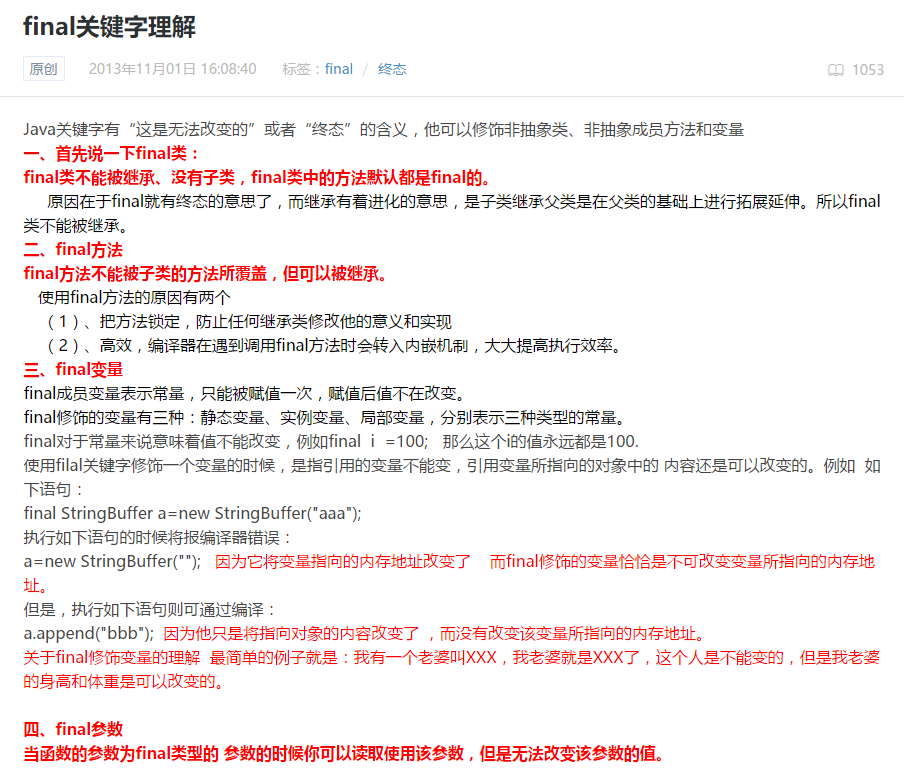 final关键字理解
原创 2013年11月01日 16:08:40 标签：final / 终态 1053
Java关键字有“这是无法改变的”或者“终态”的含义，他可以修饰非抽象类、非抽象成员方法和变量
一、首先说一下final类：
final类不能被继承、没有子类，final类中的方法默认都是final的。
原因在于final就有终态的意思了，而继承有着进化的意思，是子类继承父类是在父类的基础上进行拓展延伸。所以final
类不能被继承。
二、final方法
final方法不能被子类的方法所覆盖，但可以被继承。
使用final方法的原因有两个
（1）、把方法锁定，防止任何继承类修改他的意义和实现
（2）、高效，编译器在遇到调用final方法时会转入内嵌机制，大大提高执行效率。
三、final变量
final成员变量表示常量，只能被赋值一次，赋值后值不在改变。
final修饰的变量有三种：静态变量、实例变量、局部变量，分别表示三种类型的常量。
final对于常量来说意味着值不能改变，例如final i =100; 那么这个i的值永远都是100.
使用filal关键字修饰一个变量的时候，是指引用的变量不能变，引用变量所指向的对象中的 内容还是可以改变的。例如 如
下语句：
final StringBuffer a=new StringBuffer("aaa");
执行如下语句的时候将报编译器错误：
a=new StringBuffer(""); 因为它将变量指向的内存地址改变了 而final修饰的变量恰恰是不可改变变量所指向的内存地
址。
但是，执行如下语句则可通过编译：
a.append("bbb"); 因为他只是将指向对象的内容改变了 ，而没有改变该变量所指向的内存地址。
关于final修饰变量的理解 最简单的例子就是：我有一个老婆叫XXX，我老婆就是XXX了，这个人是不能变的，但是我老婆
的身高和体重是可以改变的。
四、final参数
当函数的参数为final类型的 参数的时候你可以读取使用该参数，但是无法改变该参数的值。